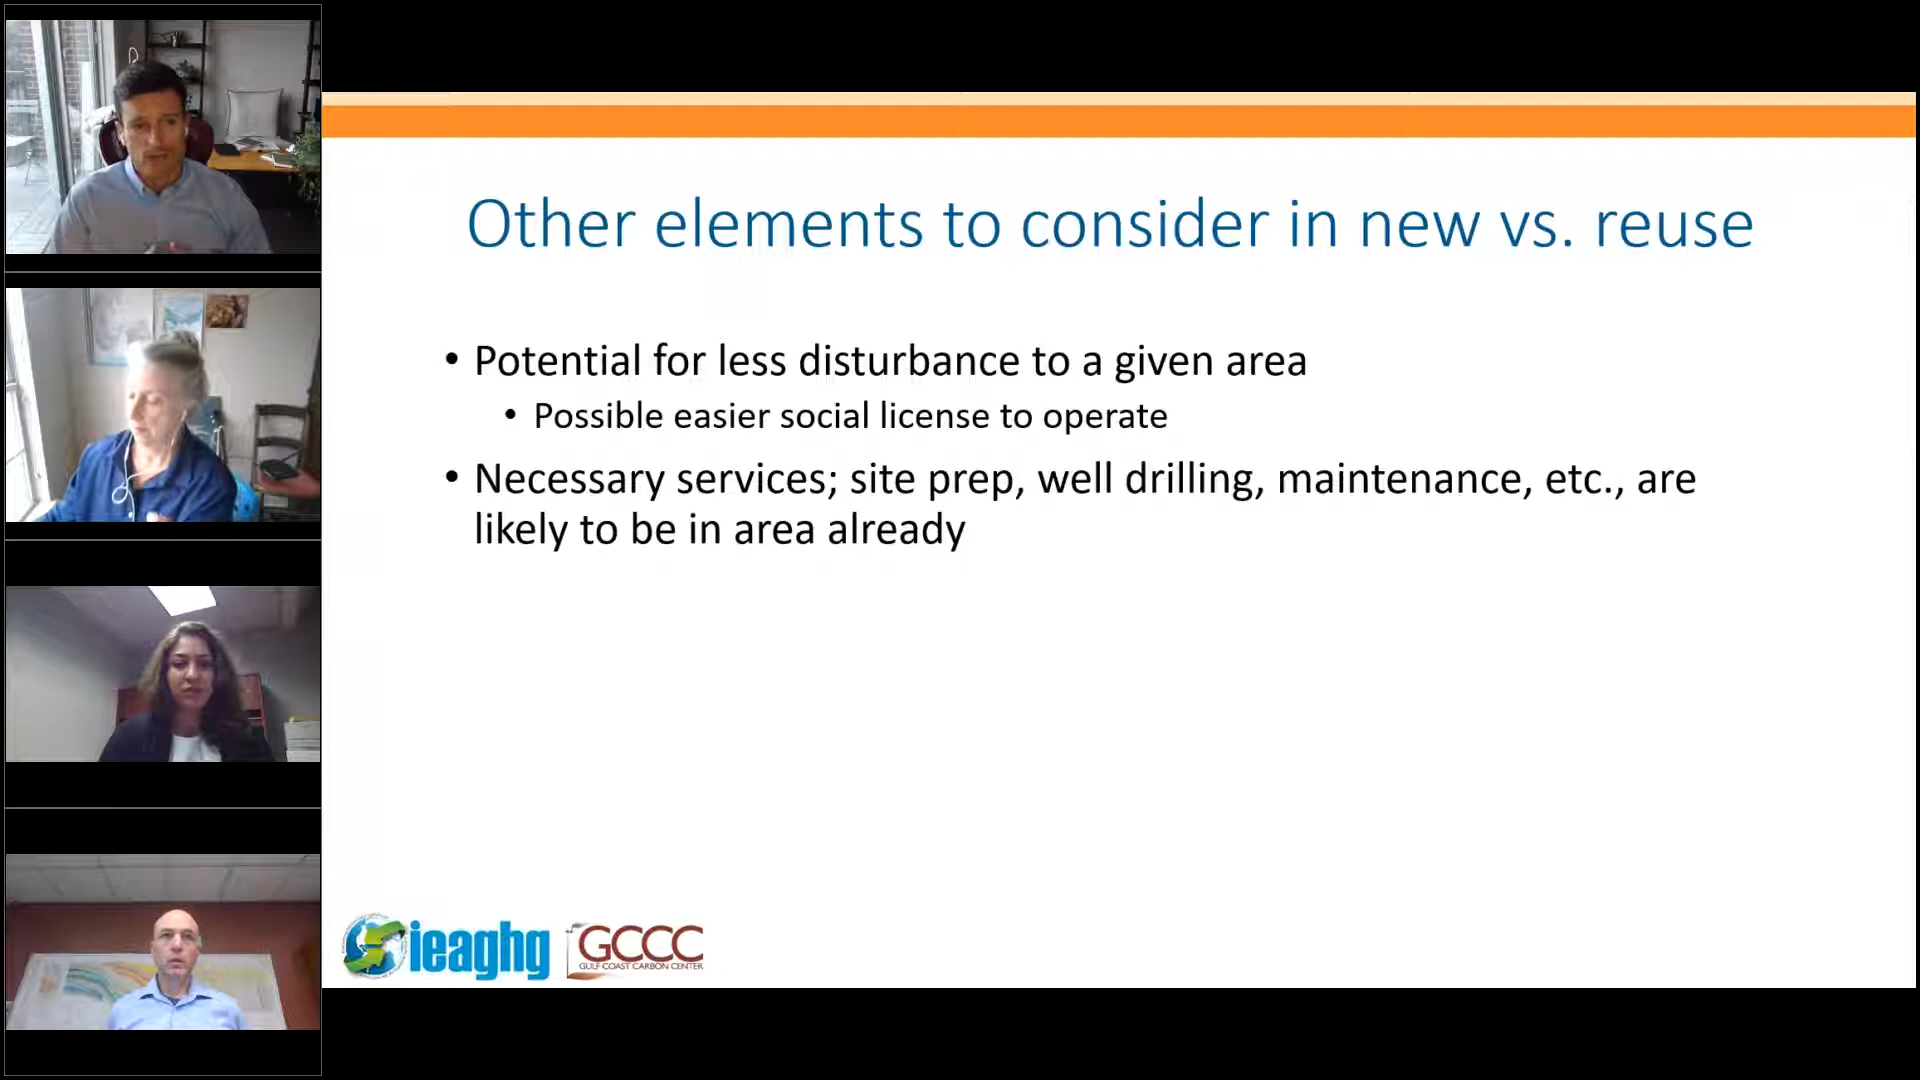 Other elements to consider in new vs. reuse
• Potential for less disturbance to a given area
• Possible easier social license to operate
• Necessary services; site prep, well drilling, maintenance, etc., are
likely to be in area already
ieaghg
GCCC
GULF COAST CARBON CENTER